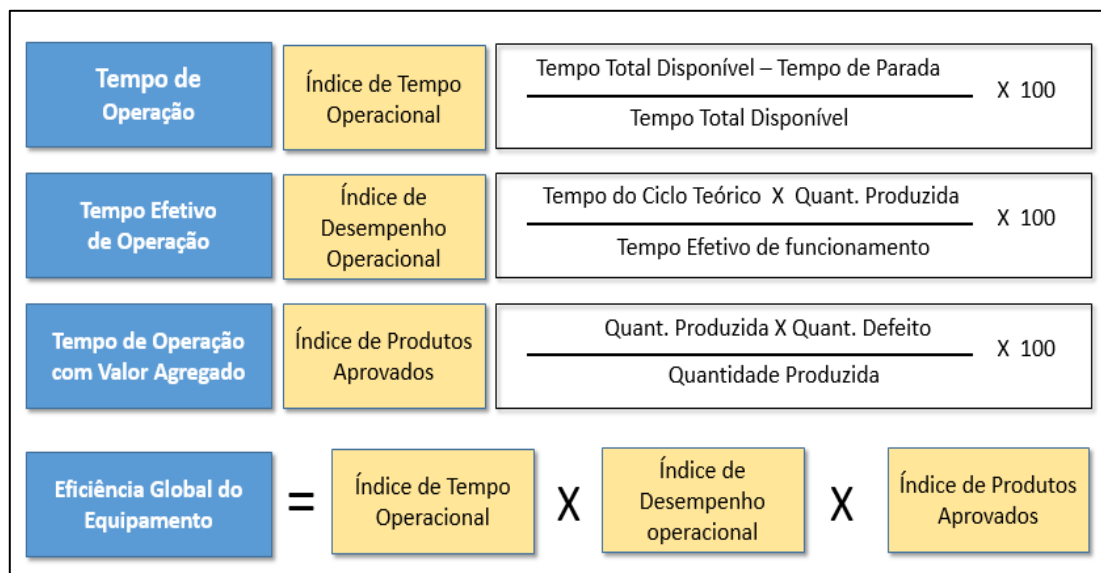 Tempo de
Operação
Índice de Tempo
Operacional
Tempo Total Disponível – Tempo de Parada
Tempo Total Disponível
X 100
Tempo Efetivo
de Operação
Índice de
Desempenho
Operacional
Tempo do Ciclo Teórico X Quant. Produzida
Tempo Efetivo de funcionamento
X 100
Tempo de Operação
com Valor Agregado
Índice de Produtos
Aprovados
Quant. Produzida X Quant. Defeito
Quantidade Produzida
X 100
Eficiência Global do
Equipamento
=
Índice de Tempo
Operacional
X
Índice de
Desempenho
operacional
X
Índice de Produtos
Aprovados